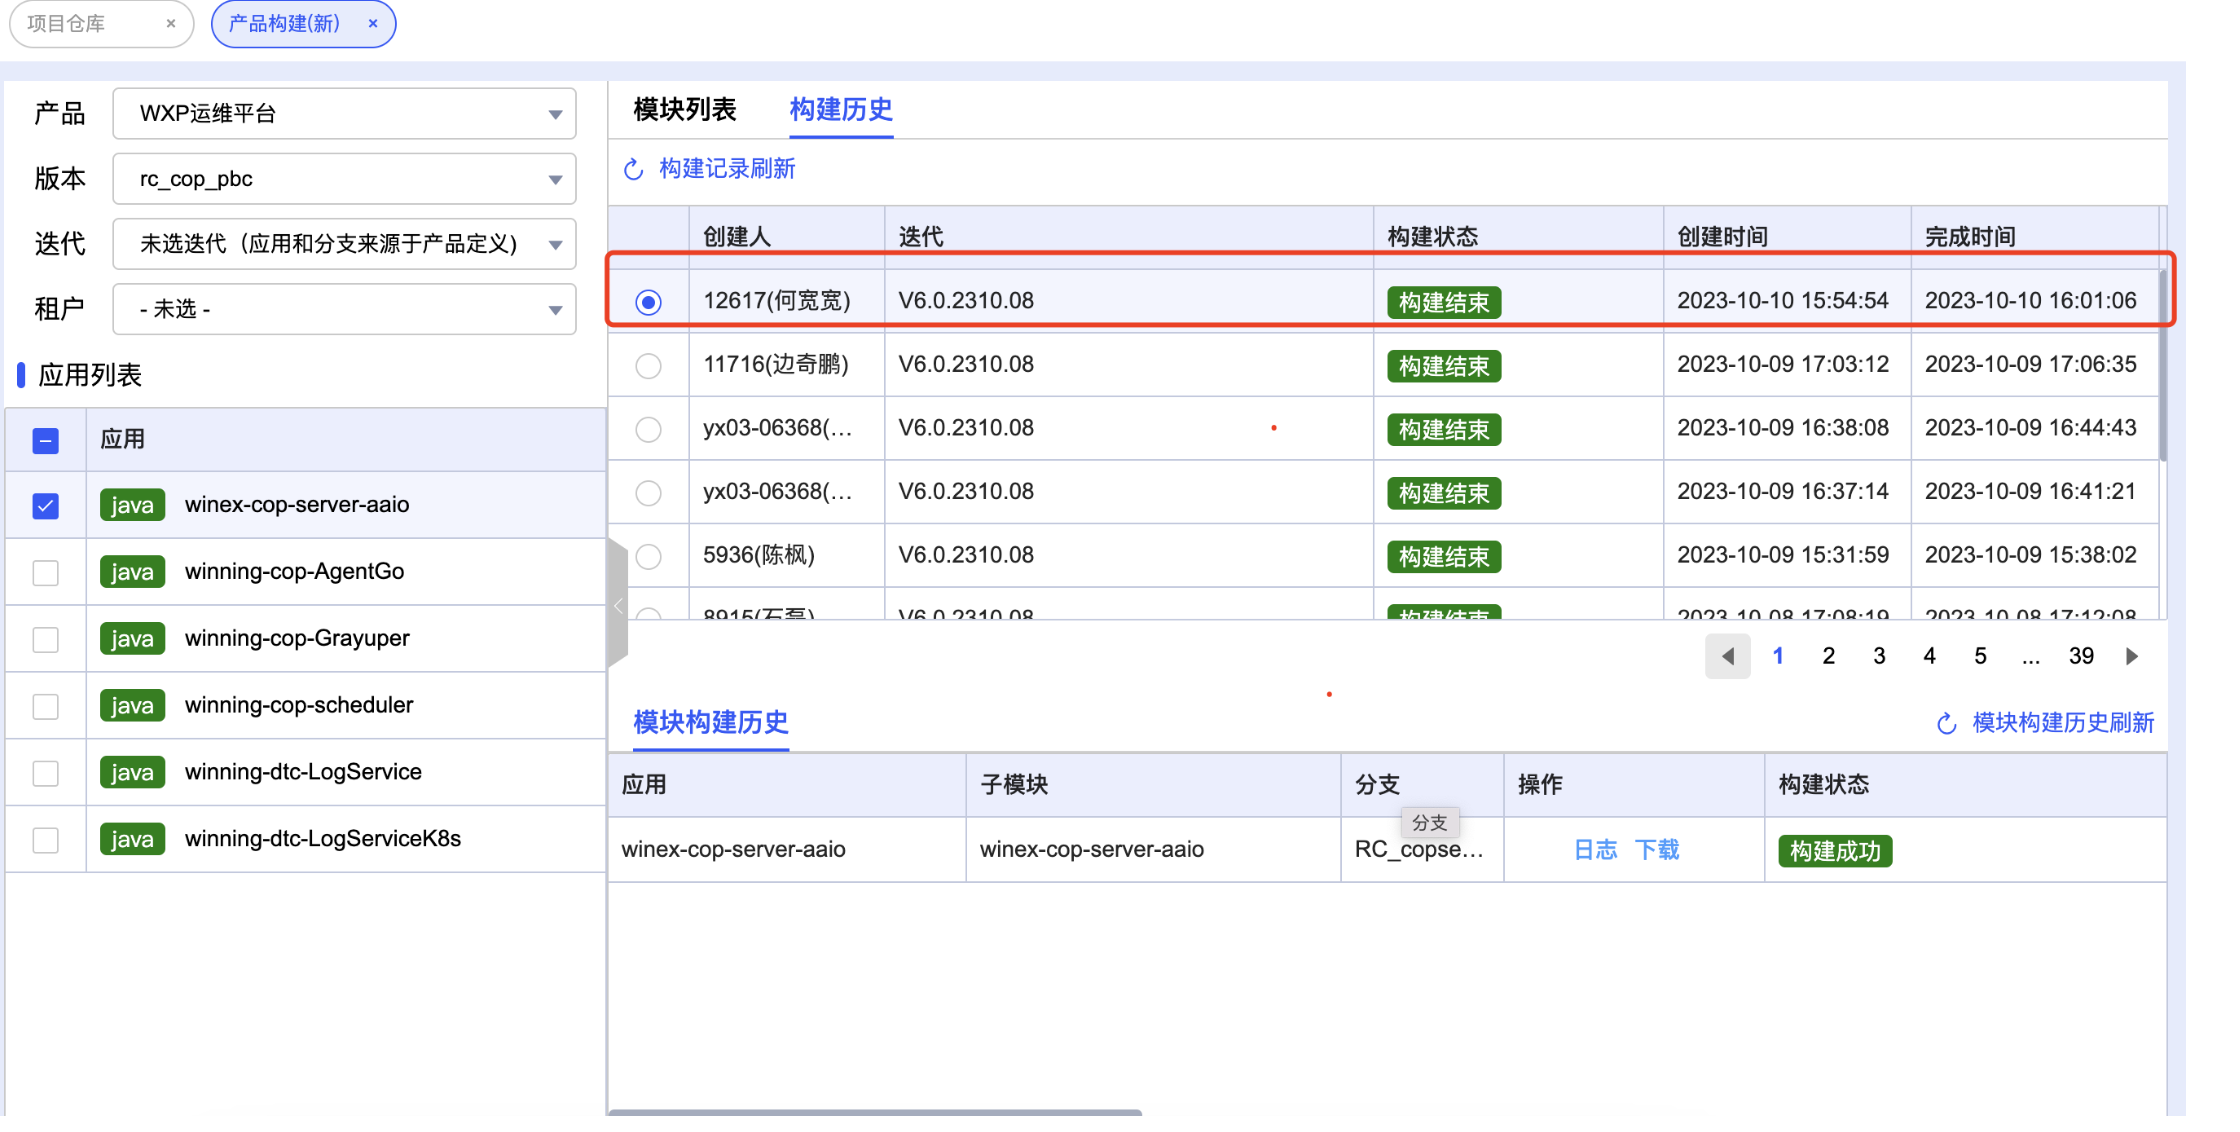 项目仓库 ×
产品构建(新) ×
产品 WXP运维平台
版本 rc_cop_pbc
迭代 未选迭代（应用和分支来源于产品定义)
租户 - 未选 -
应用列表
应用
java winex-cop-server-aaio
java winning-cop-AgentGo
java winning-cop-Grayuper
java winning-cop-scheduler
java winning-dtc-LogService
java winning-dtc-LogServiceK8s
模块列表 构建历史
构建记录刷新
创建人 迭代 构建状态 创建时间 完成时间
12617(何宽宽) V6.0.2310.08 构建结束 2023-10-10 15:54:54 2023-10-10 16:01:06
11716(边奇鹏) V6.0.2310.08 构建结束 2023-10-09 17:03:12 2023-10-09 17:06:35
yx03-06368(... V6.0.2310.08 构建结束 2023-10-09 16:38:08 2023-10-09 16:44:43
yx03-06368(... V6.0.2310.08 构建结束 2023-10-09 16:37:14 2023-10-09 16:41:21
5936(陈枫) V6.0.2310.08 构建结束 2023-10-09 15:31:59 2023-10-09 15:38:02
8915(石磊) V6.0.2310.08 构建结束 2023-10-08 17:08:19 2023-10-08 17:12:08
1 2 3 4 5 ... 39
模块构建历史 模块构建历史刷新
应用 子模块 分支 操作 构建状态
分支
winex-cop-server-aaio winex-cop-server-aaio RC_copse... 日志 下载 构建成功